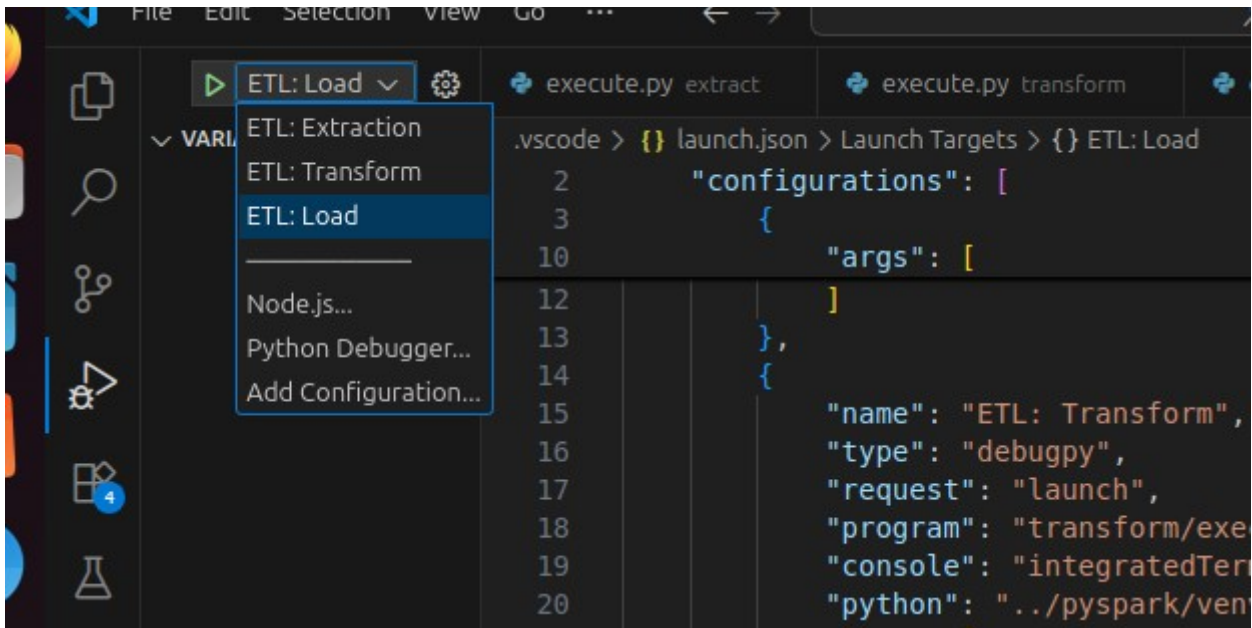 File Edit Selection View Go ···
ETL: Load
execute.py extract
execute.py transform
ETL: Extraction
ETL: Transform
ETL: Load
Node.js...
Python Debugger...
Add Configuration...
4
.vscode > {} launch.json > Launch Targets > {} ETL: Load
2 "configurations": [
3 {
10 "args": [
12 ]
13 },
14 {
15 "name": "ETL: Transform",
16 "type": "debugpy",
17 "request": "launch",
18 "program": "transform/exe
19 "console": "integratedTer
20 "python": "../pyspark/ven